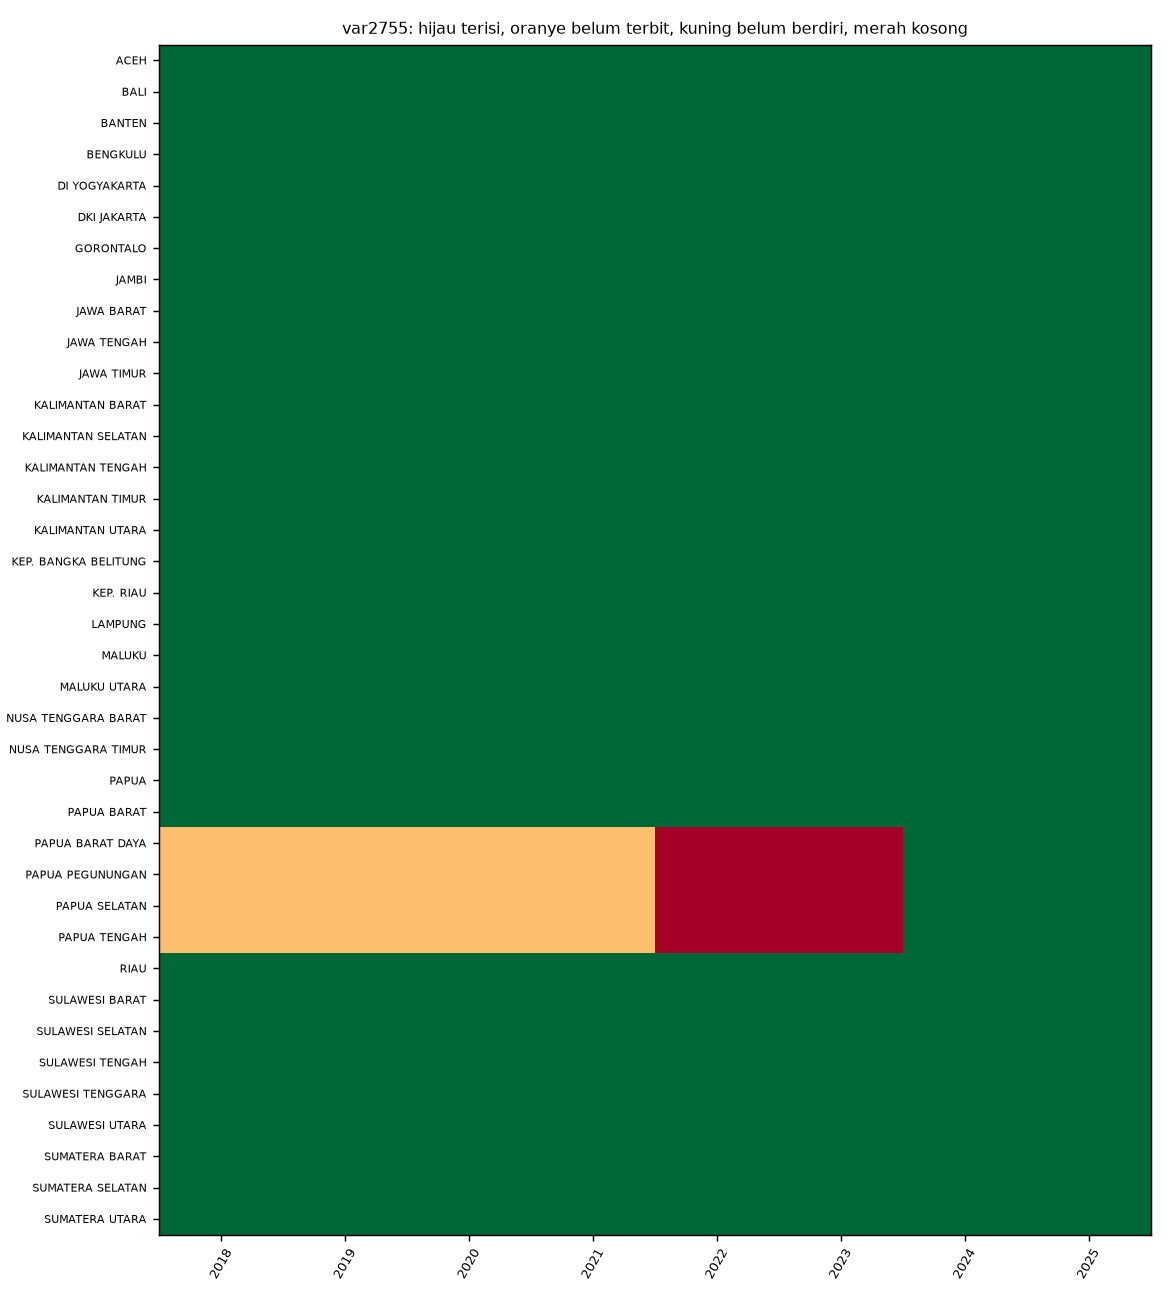 var2755: hijau terisi, oranye belum terbit, kuning belum berdiri, merah kosong
ACEH
BALI
BANTEN
BENGKULU
DI YOGYAKARTA
DKI JAKARTA
GORONTALO
JAMBI
JAWA BARAT
JAWA TENGAH
JAWA TIMUR
KALIMANTAN BARAT
KALIMANTAN SELATAN
KALIMANTAN TENGAH
KALIMANTAN TIMUR
KALIMANTAN UTARA
KEP. BANGKA BELITUNG
KEP. RIAU
LAMPUNG
MALUKU
MALUKU UTARA
NUSA TENGGARA BARAT
NUSA TENGGARA TIMUR
PAPUA
PAPUA BARAT
PAPUA BARAT DAYA
PAPUA PEGUNUNGAN
PAPUA SELATAN
PAPUA TENGAH
RIAU
SULAWESI BARAT
SULAWESI SELATAN
SULAWESI TENGAH
SULAWESI TENGGARA
SULAWESI UTARA
SUMATERA BARAT
SUMATERA SELATAN
SUMATERA UTARA
2018 2019 2020 2021 2022 2023 2024 2025